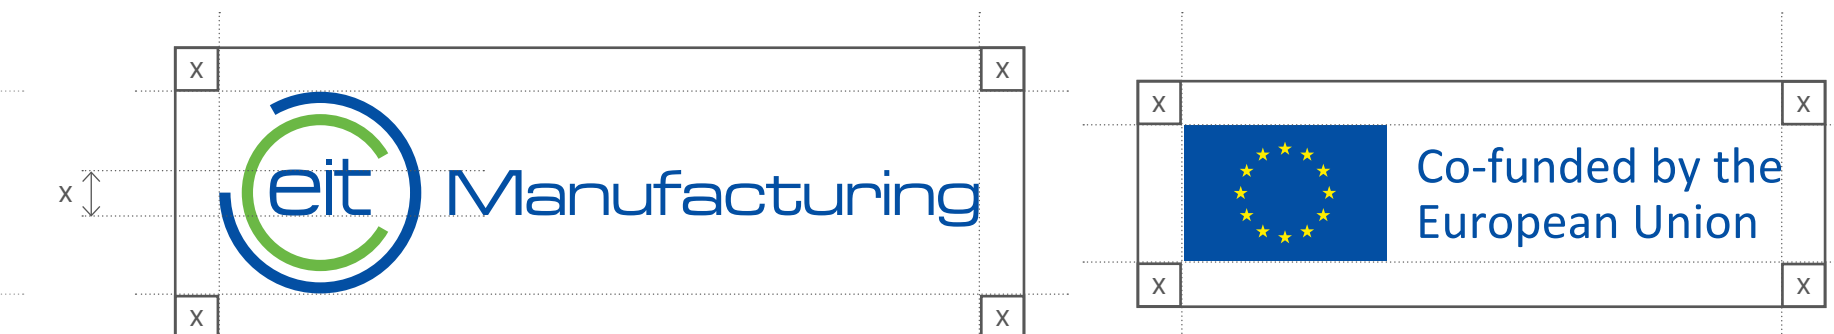 X X
X X
eit Manufacturing
Co-funded by the
European Union
X
X X
X X